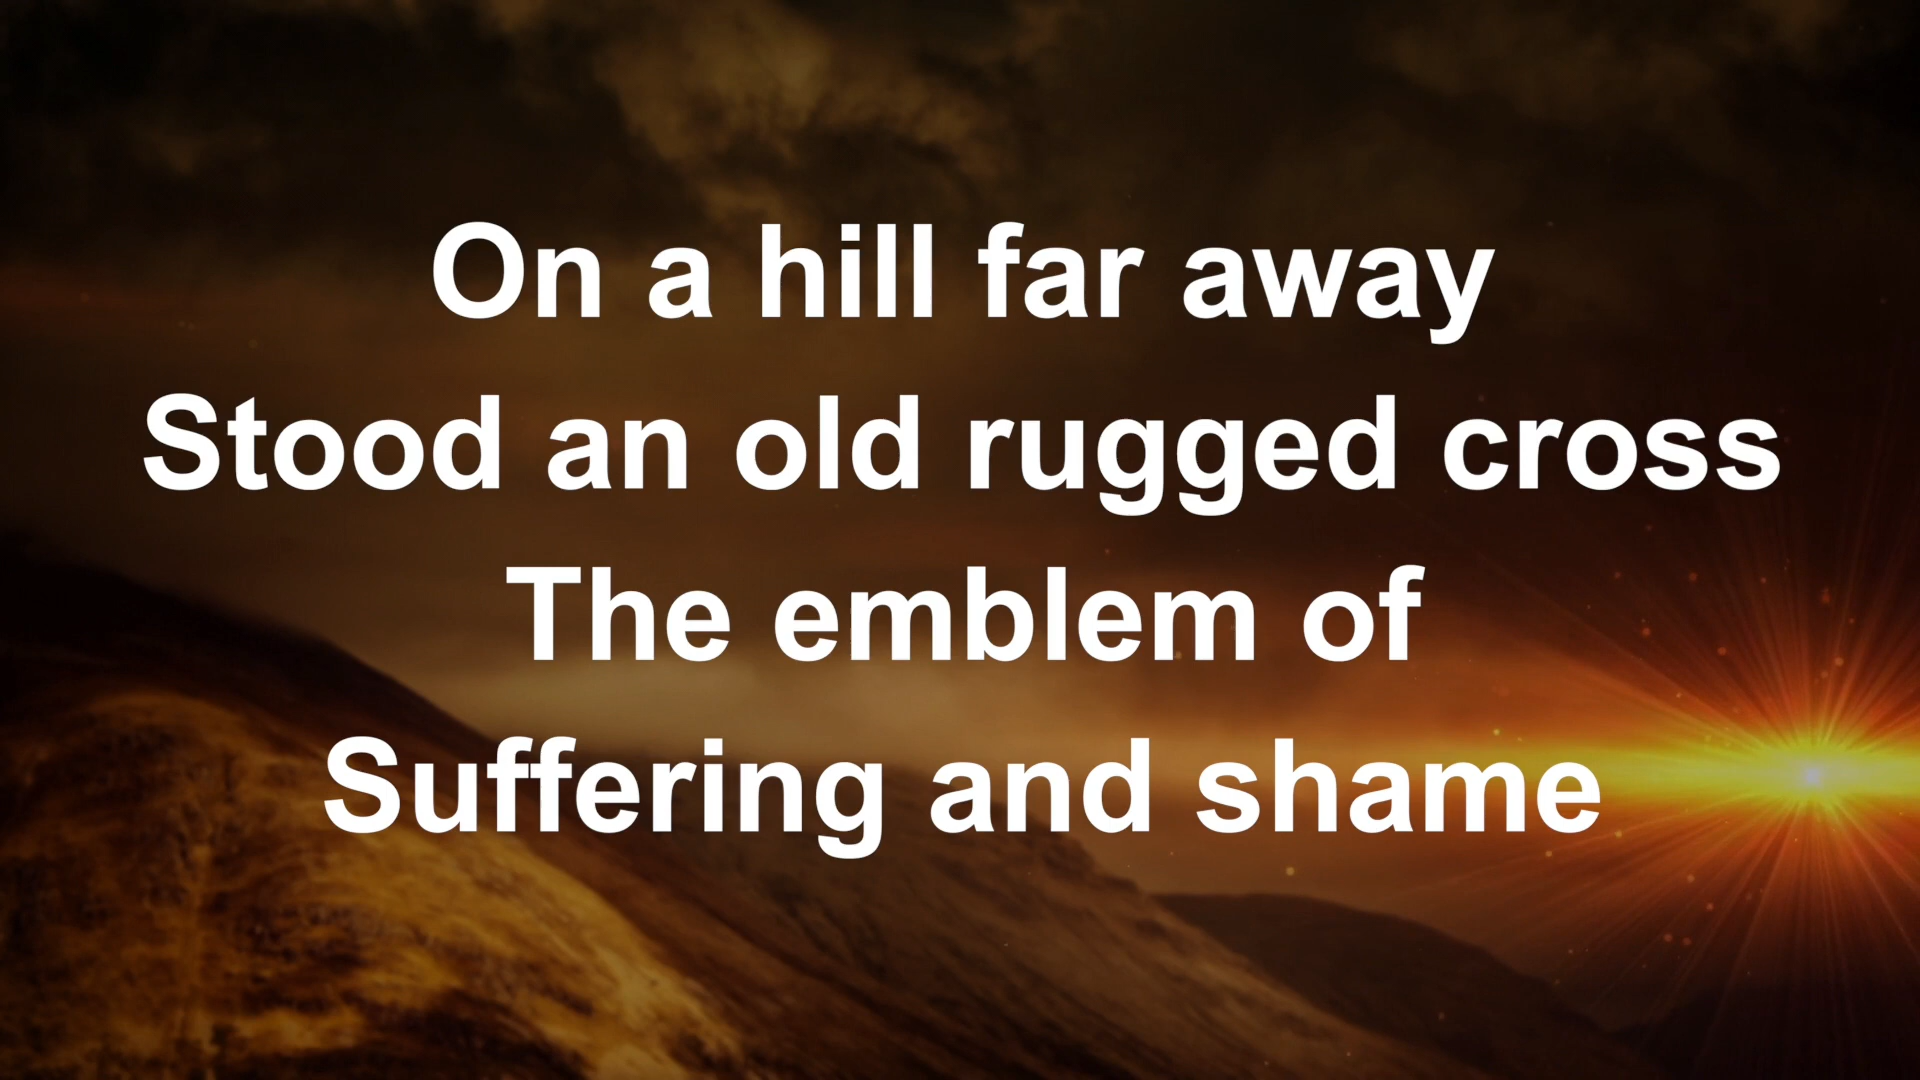 On a hill far away
Stood an old rugged cross
The emblem of
Suffering and shame